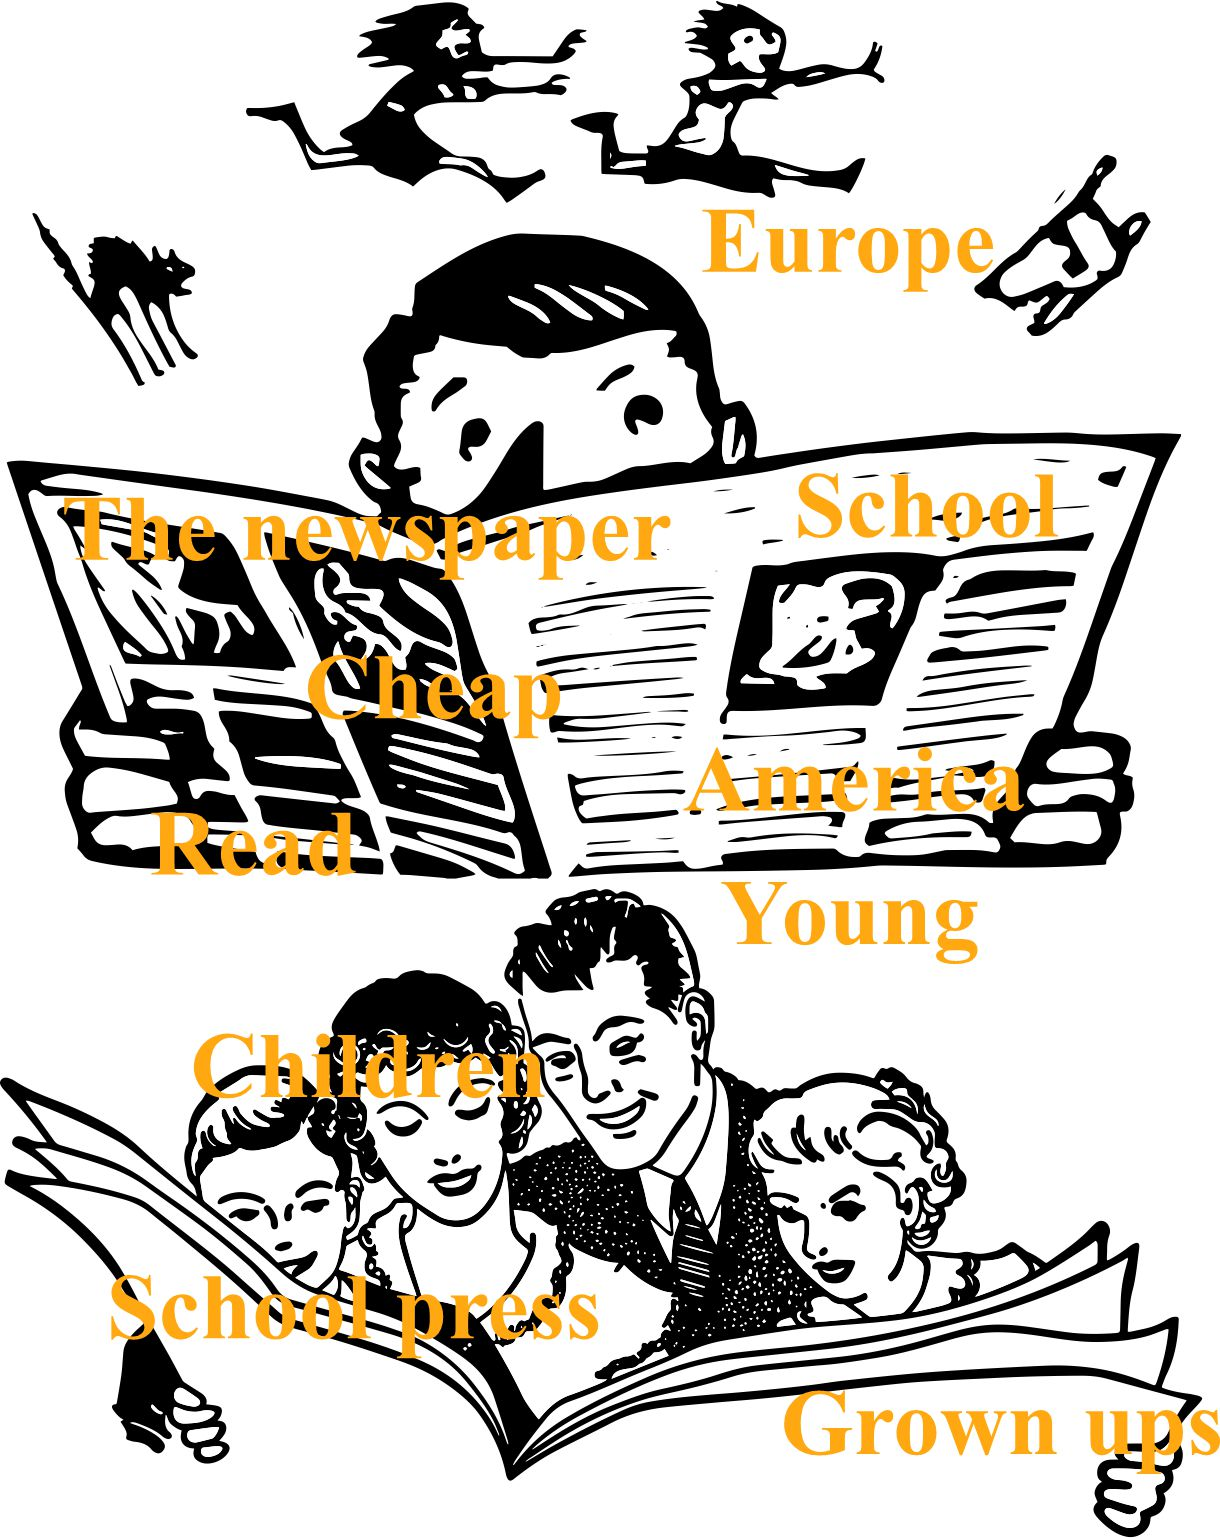 Europe
The newspaper
School
Cheap
America
Read
Young
Children
School press
Grown ups